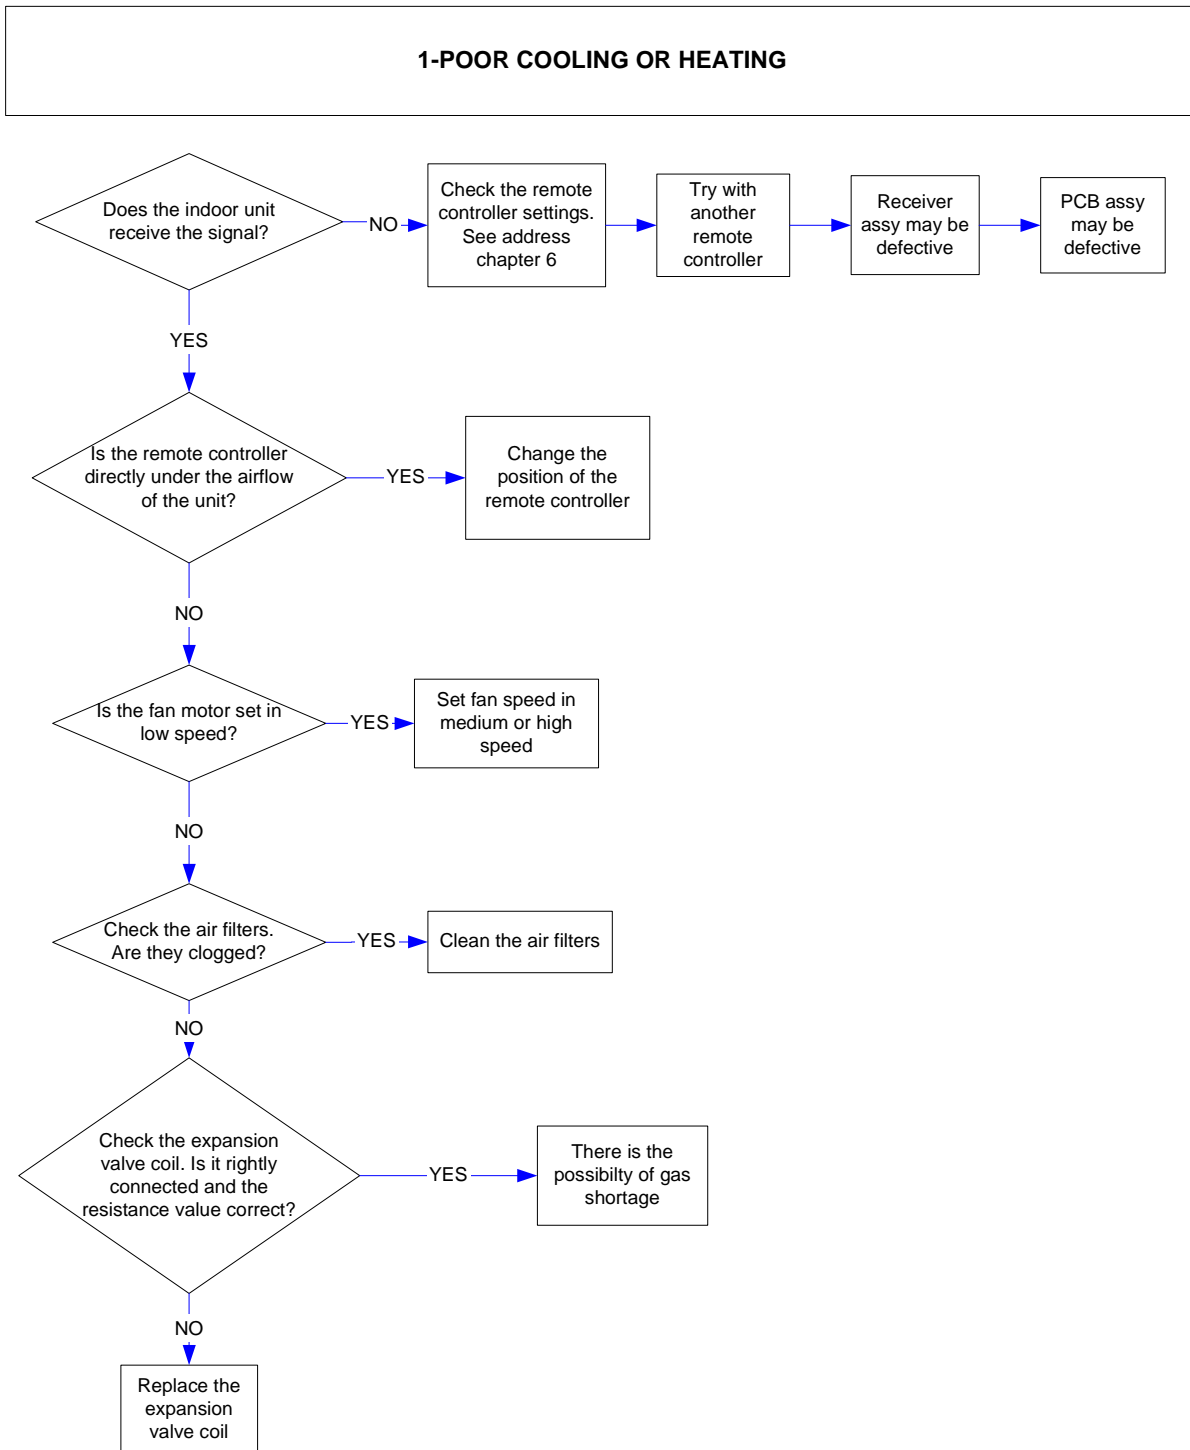 1-POOR COOLING OR HEATING
Does the indoor unit
receive the signal?
NO
Check the remote
controller settings.
See address
chapter 6
Try with
another
remote
controller
Receiver
assy may be
defective
PCB assy
may be
defective
YES
Is the remote controller
directly under the airflow
of the unit?
YES
Change the
position of the
remote controller
NO
Is the fan motor set in
low speed?
YES
Set fan speed in
medium or high
speed
NO
Check the air filters.
Are they clogged?
YES
Clean the air filters
NO
Check the expansion
valve coil. Is it rightly
connected and the
resistance value correct?
YES
There is the
possibilty of gas
shortage
NO
Replace the
expansion
valve coil